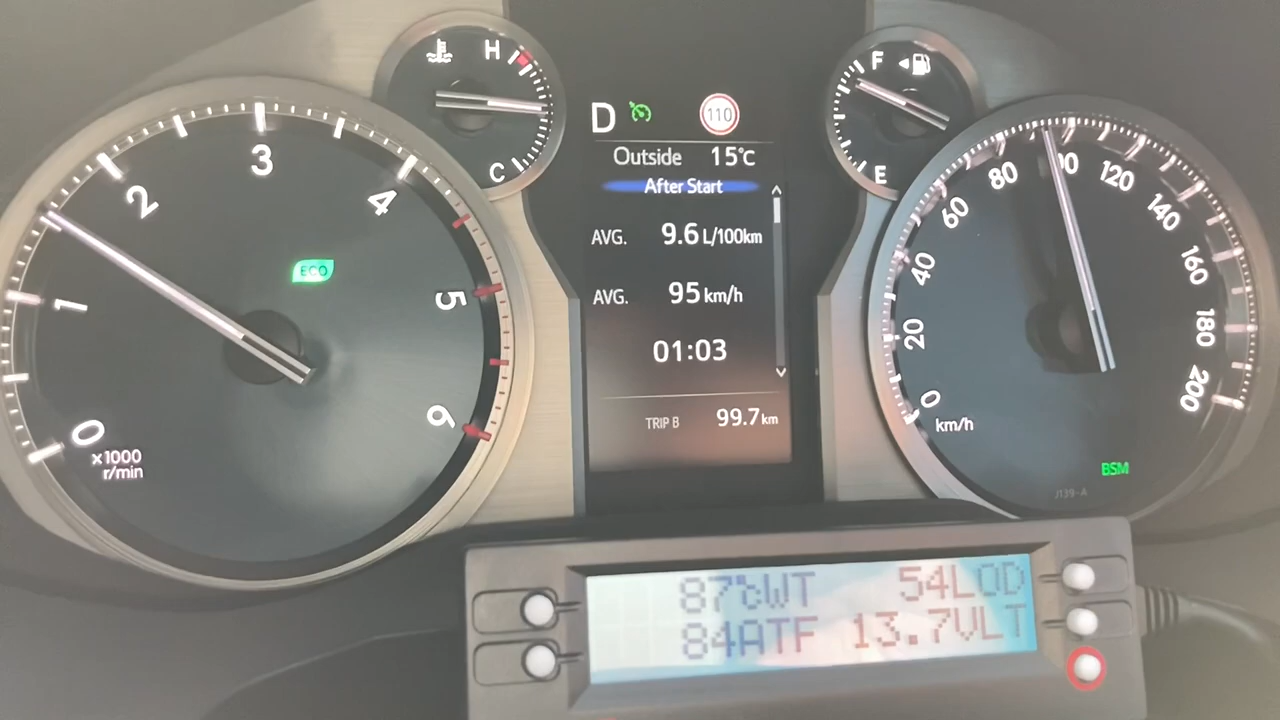 H
C
F
E
D
110
Outside 15°C
After Start
AVG. 9.6 L/100km
AVG. 95 km/h
01:03
TRIP B 99.7 km
0
1
2
3
4
5
6
x1000
r/min
ECO
0
20
40
60
80
120
140
160
180
200
km/h
BSM
J139-A
87°CWT 54LOD
84ATF 13.7VLT